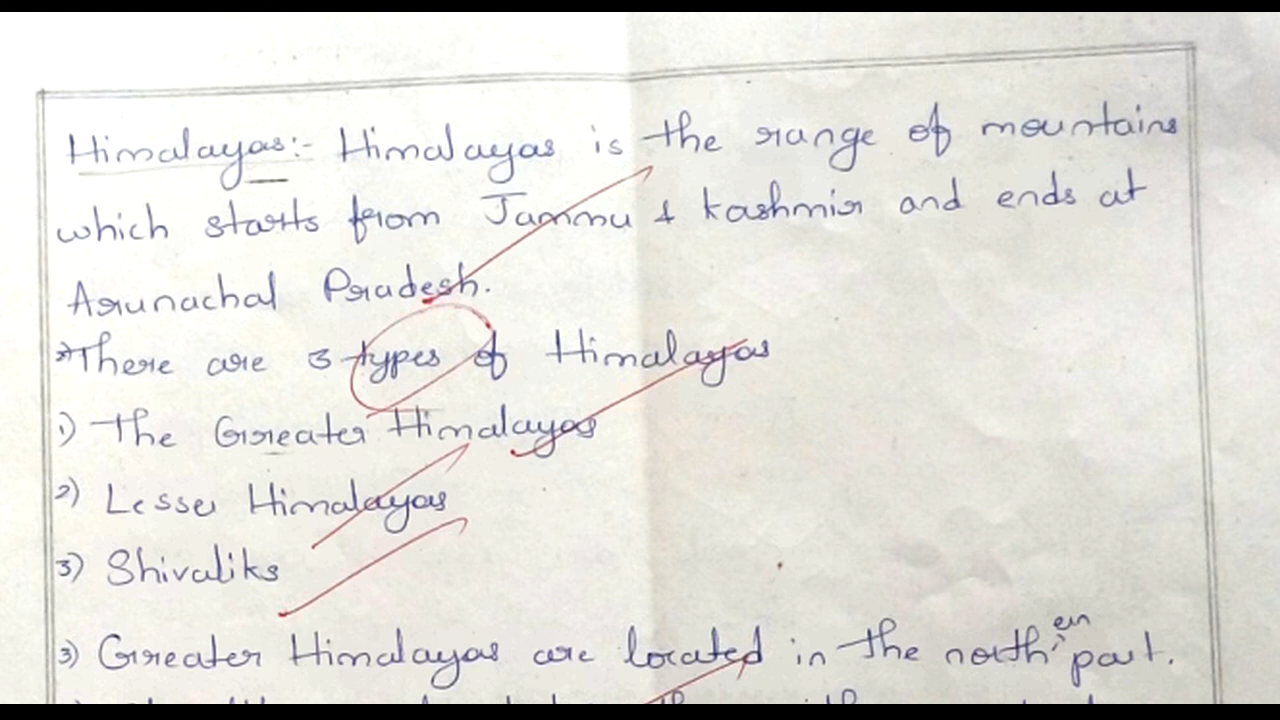 Himalayas:- Himalayas is the range of mountains
which starts from Jammu & Kashmir and ends at
Arunachal Pradesh.
There are 3 types of Himalayas
1) The Greater Himalayas
2) Lesser Himalayas
3) Shivaliks
3) Greater Himalayas are located in the northern part.